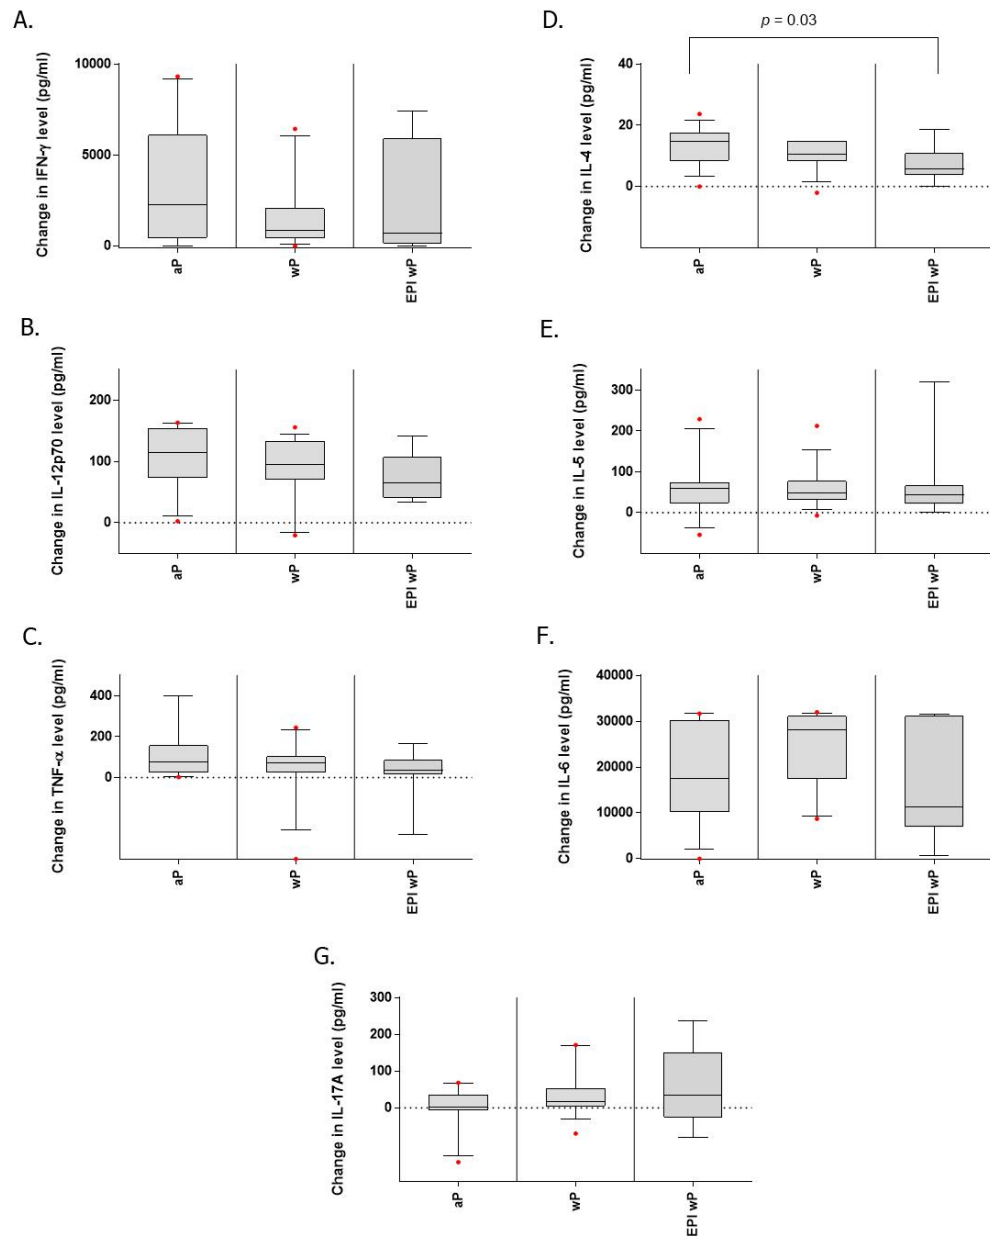 A.
Change in IFN-γ level (pg/ml)
10000
5000
0
aP
wP
EPI wP
D.
p = 0.03
Change in IL-4 level (pg/ml)
40
20
0
aP
wP
EPI wP
B.
Change in IL-12p70 level (pg/ml)
200
100
0
aP
wP
EPI wP
E.
Change in IL-5 level (pg/ml)
300
200
100
0
aP
wP
EPI wP
C.
Change in TNF-α level (pg/ml)
400
200
0
aP
wP
EPI wP
F.
Change in IL-6 level (pg/ml)
40000
30000
20000
10000
0
aP
wP
EPI wP
G.
Change in IL-17A level (pg/ml)
300
200
100
0
aP
wP
EPI wP